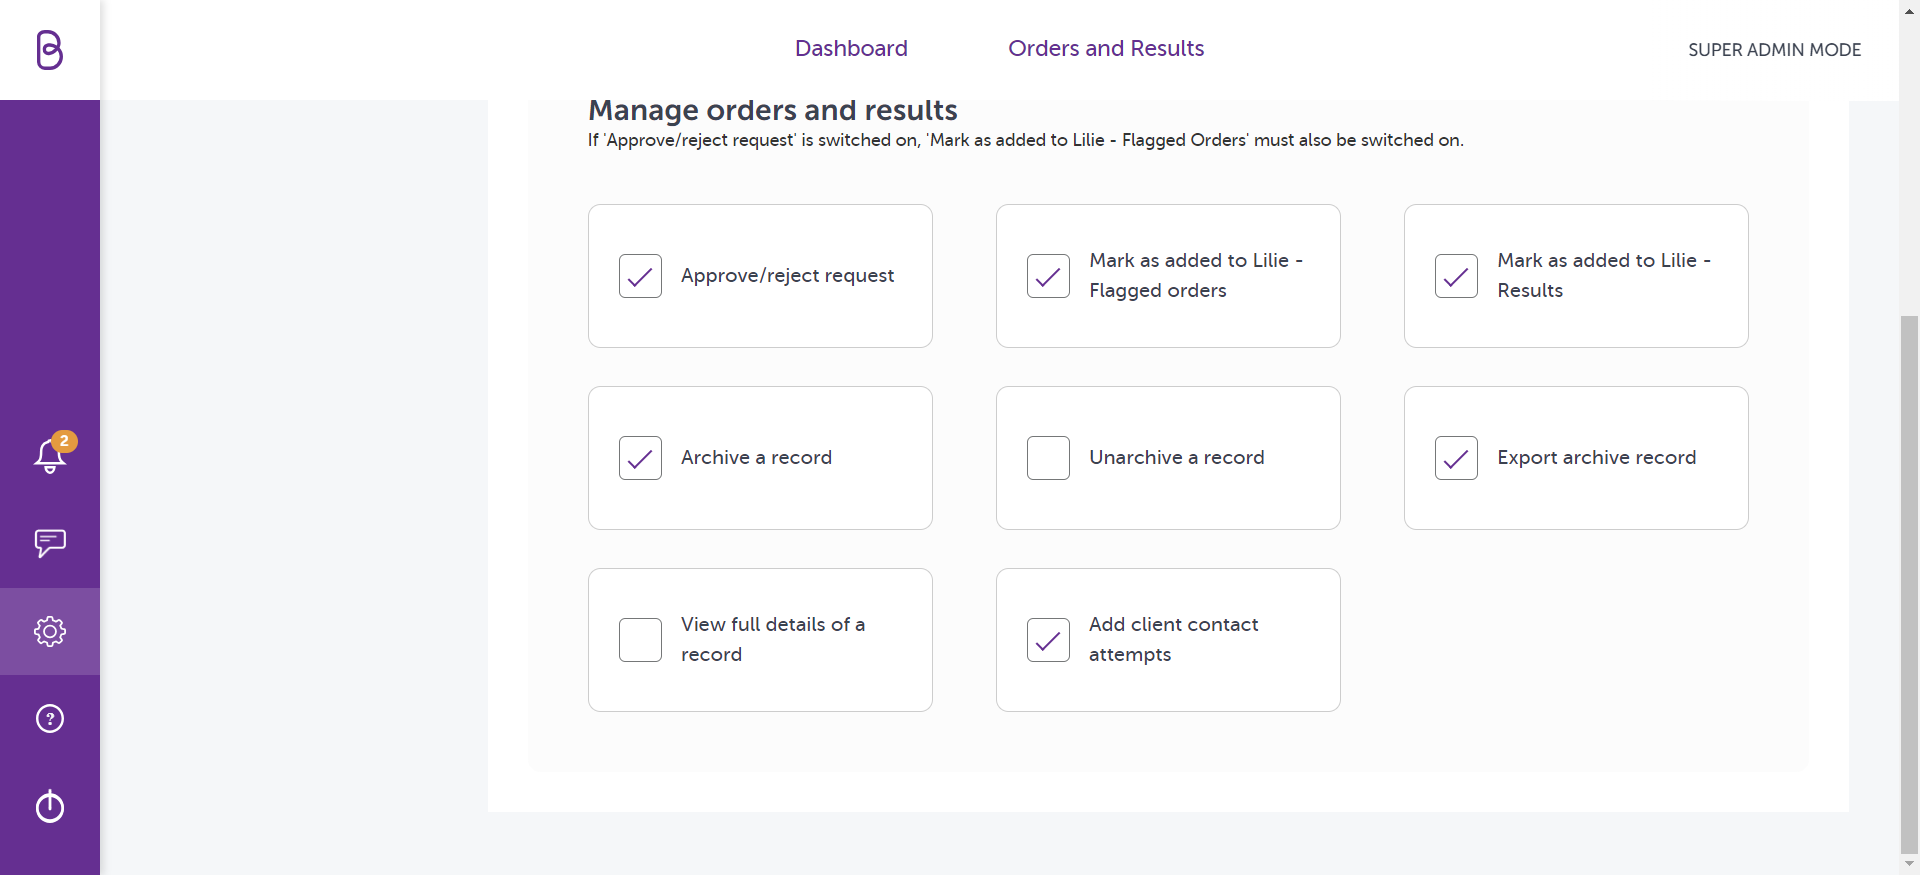 Dashboard
Orders and Results
SUPER ADMIN MODE
Manage orders and results
If 'Approve/reject request' is switched on, 'Mark as added to Lilie - Flagged Orders' must also be switched on.
Approve/reject request
Mark as added to Lilie -
Flagged orders
Mark as added to Lilie -
Results
Archive a record
Unarchive a record
Export archive record
View full details of a
record
Add client contact
attempts
2
?